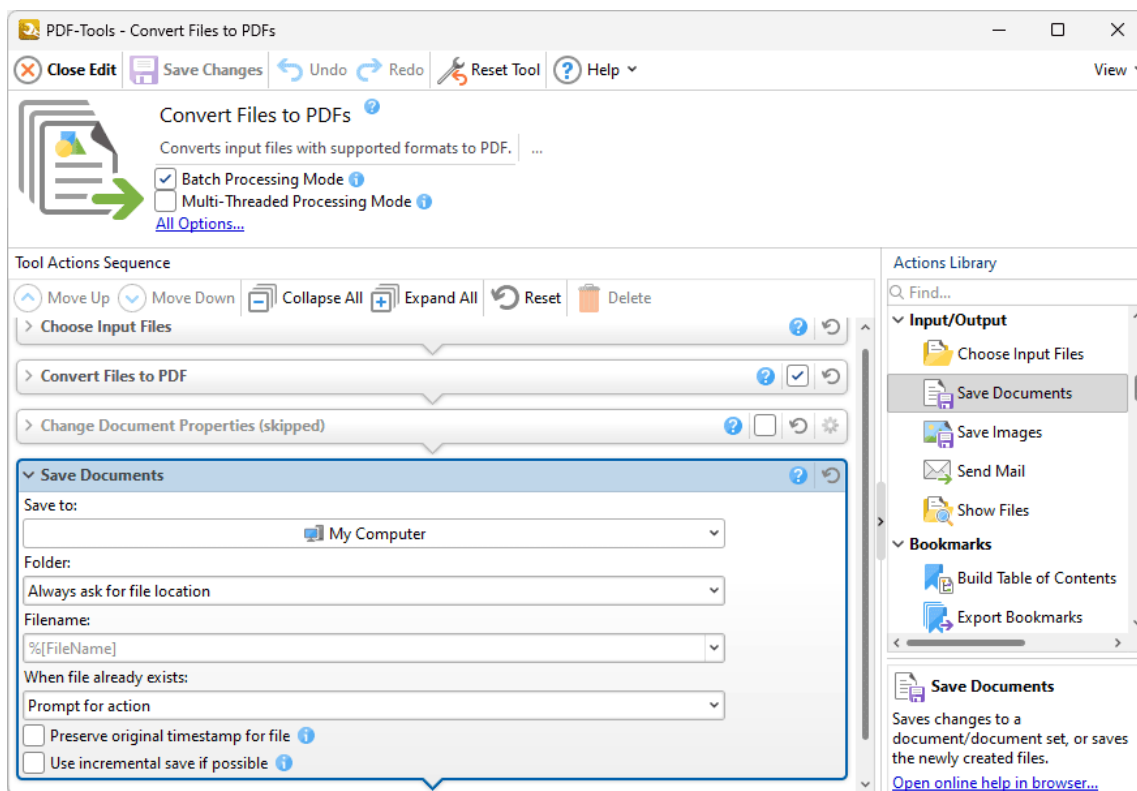 PDF-Tools - Convert Files to PDFs
Close Edit Save Changes Undo Redo Reset Tool ? Help View
Convert Files to PDFs ?
Converts input files with supported formats to PDF. ...
Batch Processing Mode i
Multi-Threaded Processing Mode i
All Options...
Tool Actions Sequence
Move Up Move Down Collapse All Expand All Reset Delete
Choose Input Files ?
Convert Files to PDF ?
Change Document Properties (skipped) ?
Save Documents ?
Save to:
My Computer
Folder:
Always ask for file location
Filename:
%[FileName]
When file already exists:
Prompt for action
Preserve original timestamp for file i
Use incremental save if possible i
Actions Library
Find...
Input/Output
Choose Input Files
Save Documents
Save Images
Send Mail
Show Files
Bookmarks
Build Table of Contents
Export Bookmarks
Save Documents
Saves changes to a
document/document set, or saves
the newly created files.
Open online help in browser...